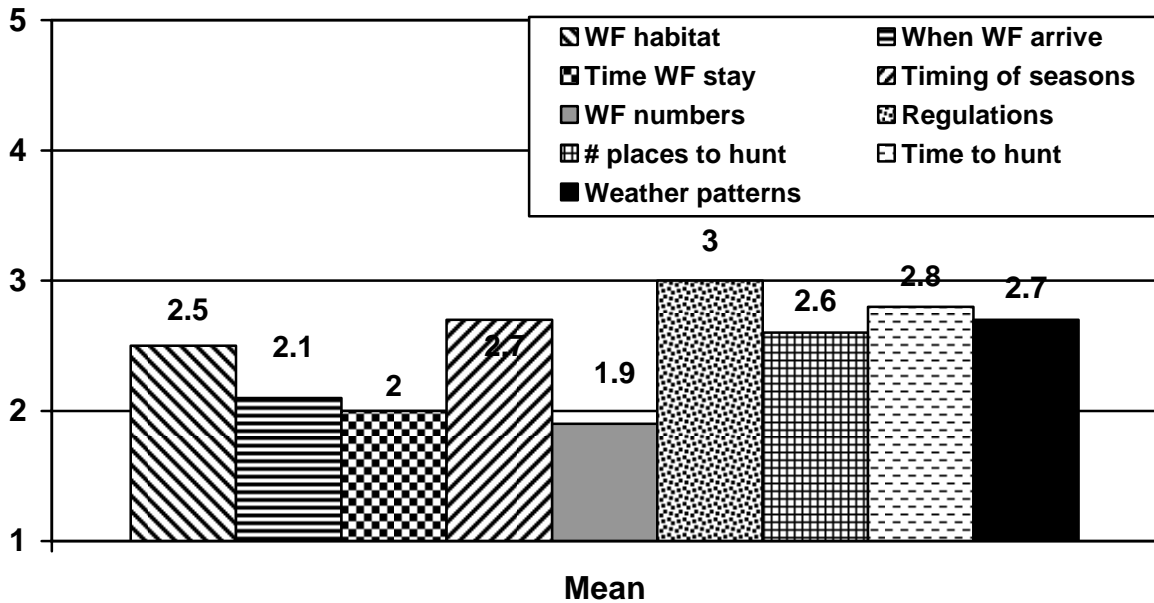 5
WF habitat When WF arrive
Time WF stay Timing of seasons
WF numbers Regulations
# places to hunt Time to hunt
Weather patterns
4
3
2
1
2.5
2.1
2
2.7
1.9
3
2.6
2.8
2.7
Mean